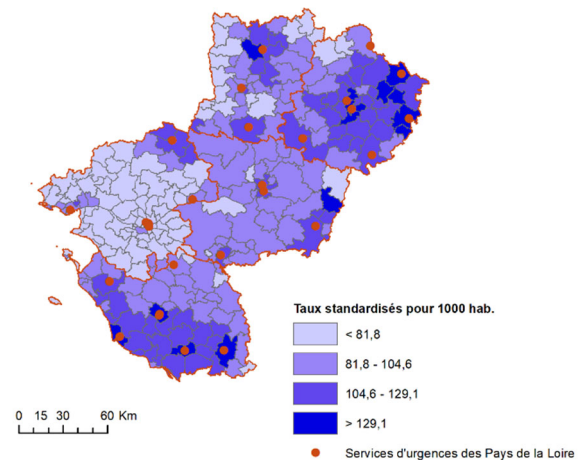 Taux standardisés pour 1000 hab.
< 81,8
81,8 - 104,6
104,6 - 129,1
> 129,1
0 15 30 60 Km
Services d'urgences des Pays de la Loire